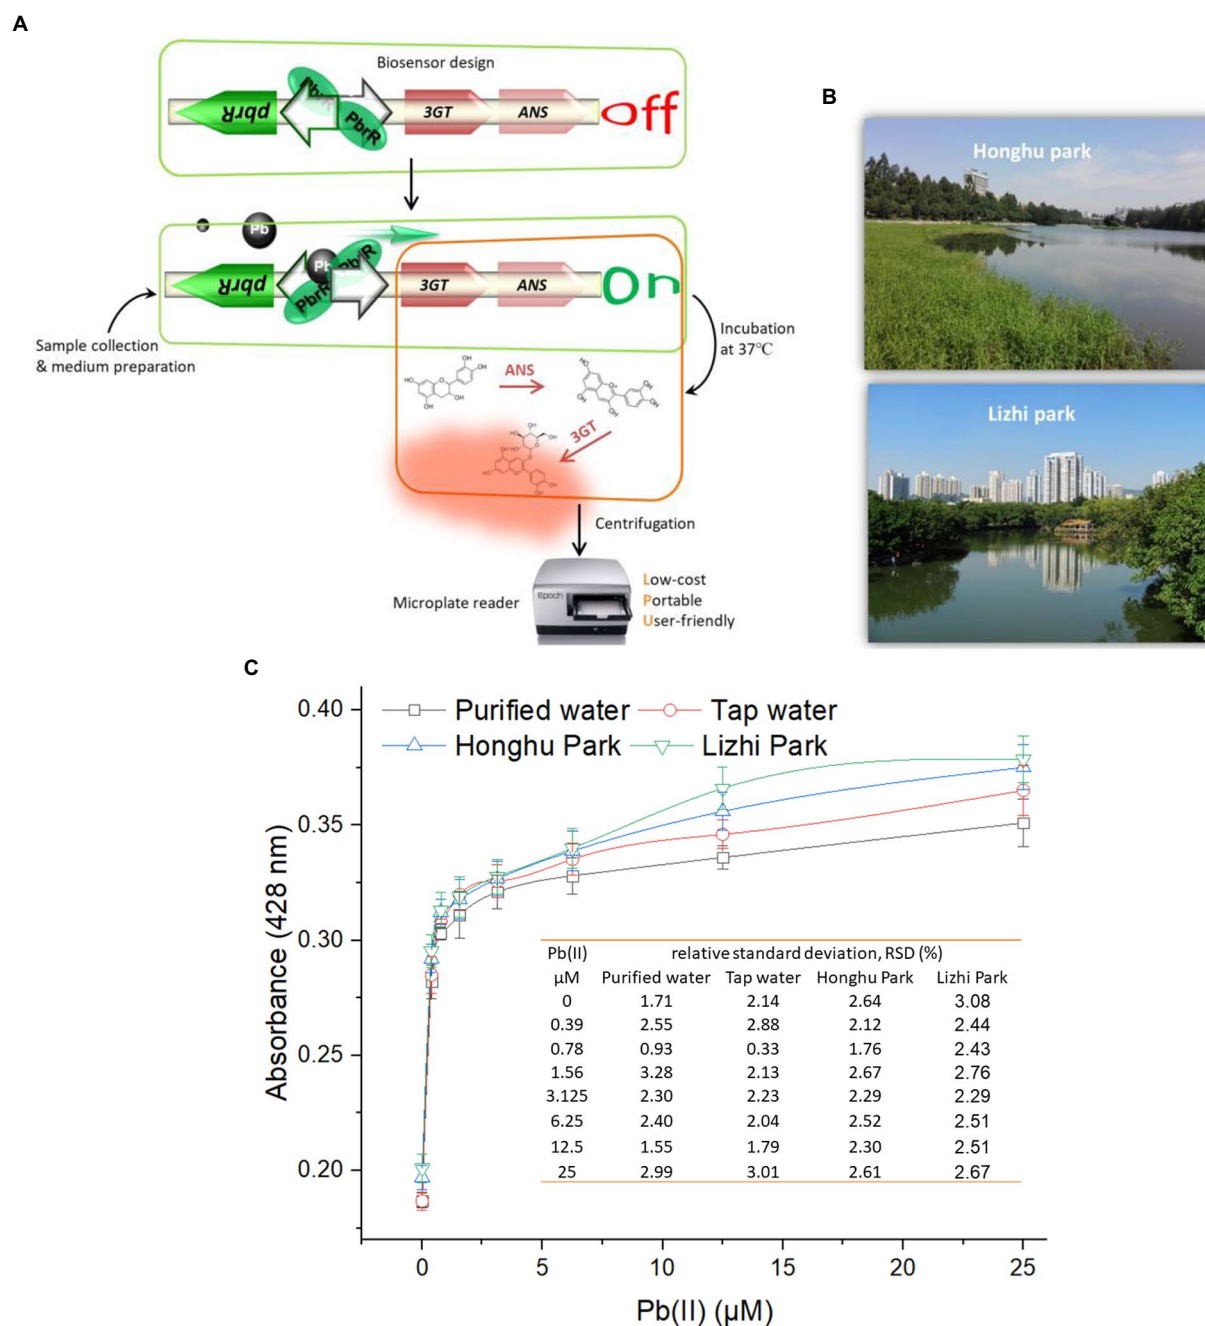 A
Biosensor design
pbrR
PbrR
PbrR
3GT
ANS
Off
Pb
Pb
PbrR
PbrR
pbrR
3GT
ANS
On
Sample collection
& medium preparation
Incubation
at 37℃
ANS
3GT
Centrifugation
Microplate reader
Epoch
Low-cost
Portable
User-friendly
B
Honghu park
Lizhi park
C
Purified water
Tap water
Honghu Park
Lizhi Park
0.40
0.35
0.30
0.25
0.20
Absorbance (428 nm)
Pb(II) relative standard deviation, RSD (%)
µM Purified water Tap water Honghu Park Lizhi Park
0 1.71 2.14 2.64 3.08
0.39 2.55 2.88 2.12 2.44
0.78 0.93 0.33 1.76 2.43
1.56 3.28 2.13 2.67 2.76
3.125 2.30 2.23 2.29 2.29
6.25 2.40 2.04 2.52 2.51
12.5 1.55 1.79 2.30 2.51
25 2.99 3.01 2.61 2.67
0 5 10 15 20 25
Pb(II) (µM)